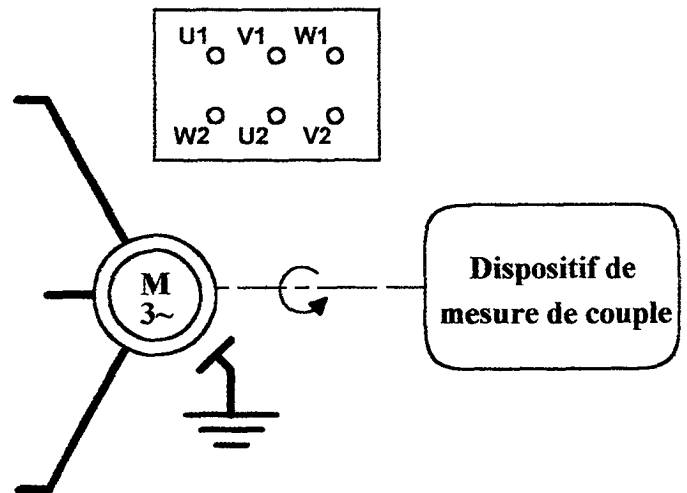 U1 V1 W1
W2 U2 V2
M
3~
Dispositif de
mesure de couple